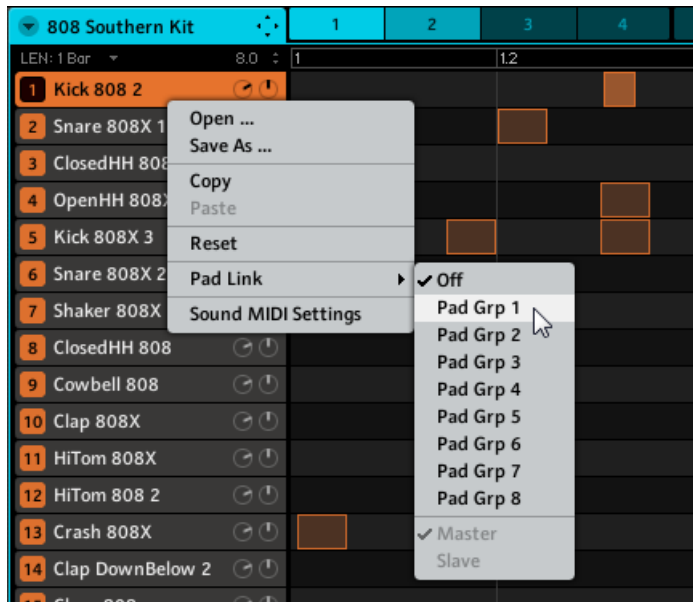 808 Southern Kit
1 2 3 4
LEN: 1 Bar 8.0 1 1.2
1 Kick 808 2
2 Snare 808X 1
3 ClosedHH 808
4 OpenHH 808X
5 Kick 808X 3
6 Snare 808X 2
7 Shaker 808X
8 ClosedHH 808
9 Cowbell 808
10 Clap 808X
11 HiTom 808X
12 HiTom 808 2
13 Crash 808X
14 Clap DownBelow 2
Open ...
Save As ...
Copy
Paste
Reset
Pad Link
Sound MIDI Settings
Off
Pad Grp 1
Pad Grp 2
Pad Grp 3
Pad Grp 4
Pad Grp 5
Pad Grp 6
Pad Grp 7
Pad Grp 8
Master
Slave